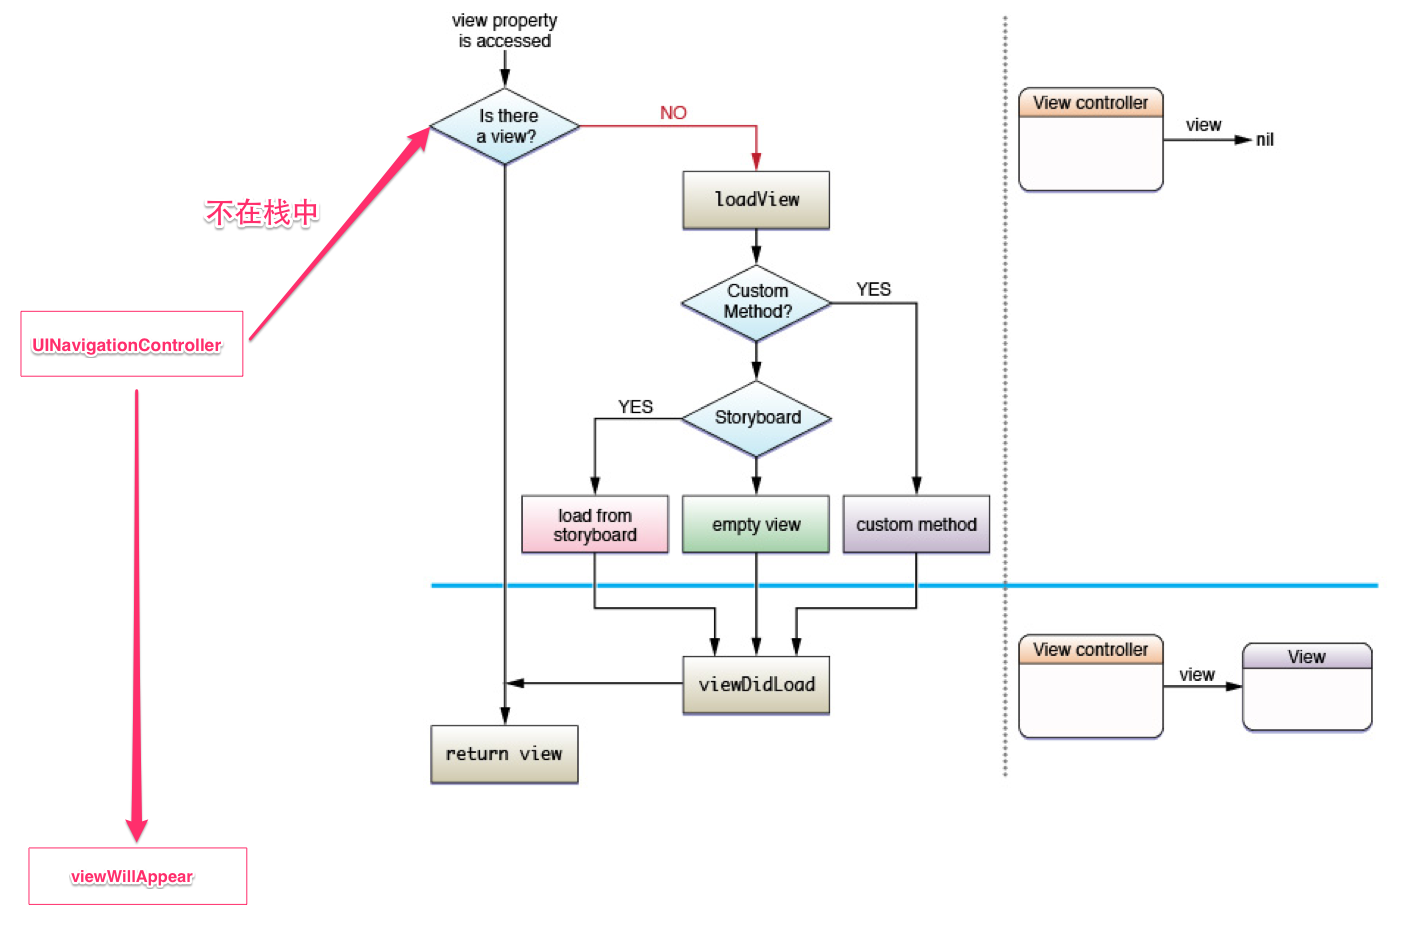 view property
is accessed
Is there
a view?
NO
View controller
view
nil
loadView
不在栈中
Custom
Method?
YES
UINavigationController
YES
Storyboard
load from
storyboard
empty view
custom method
View controller
view
View
viewDidLoad
return view
viewWillAppear